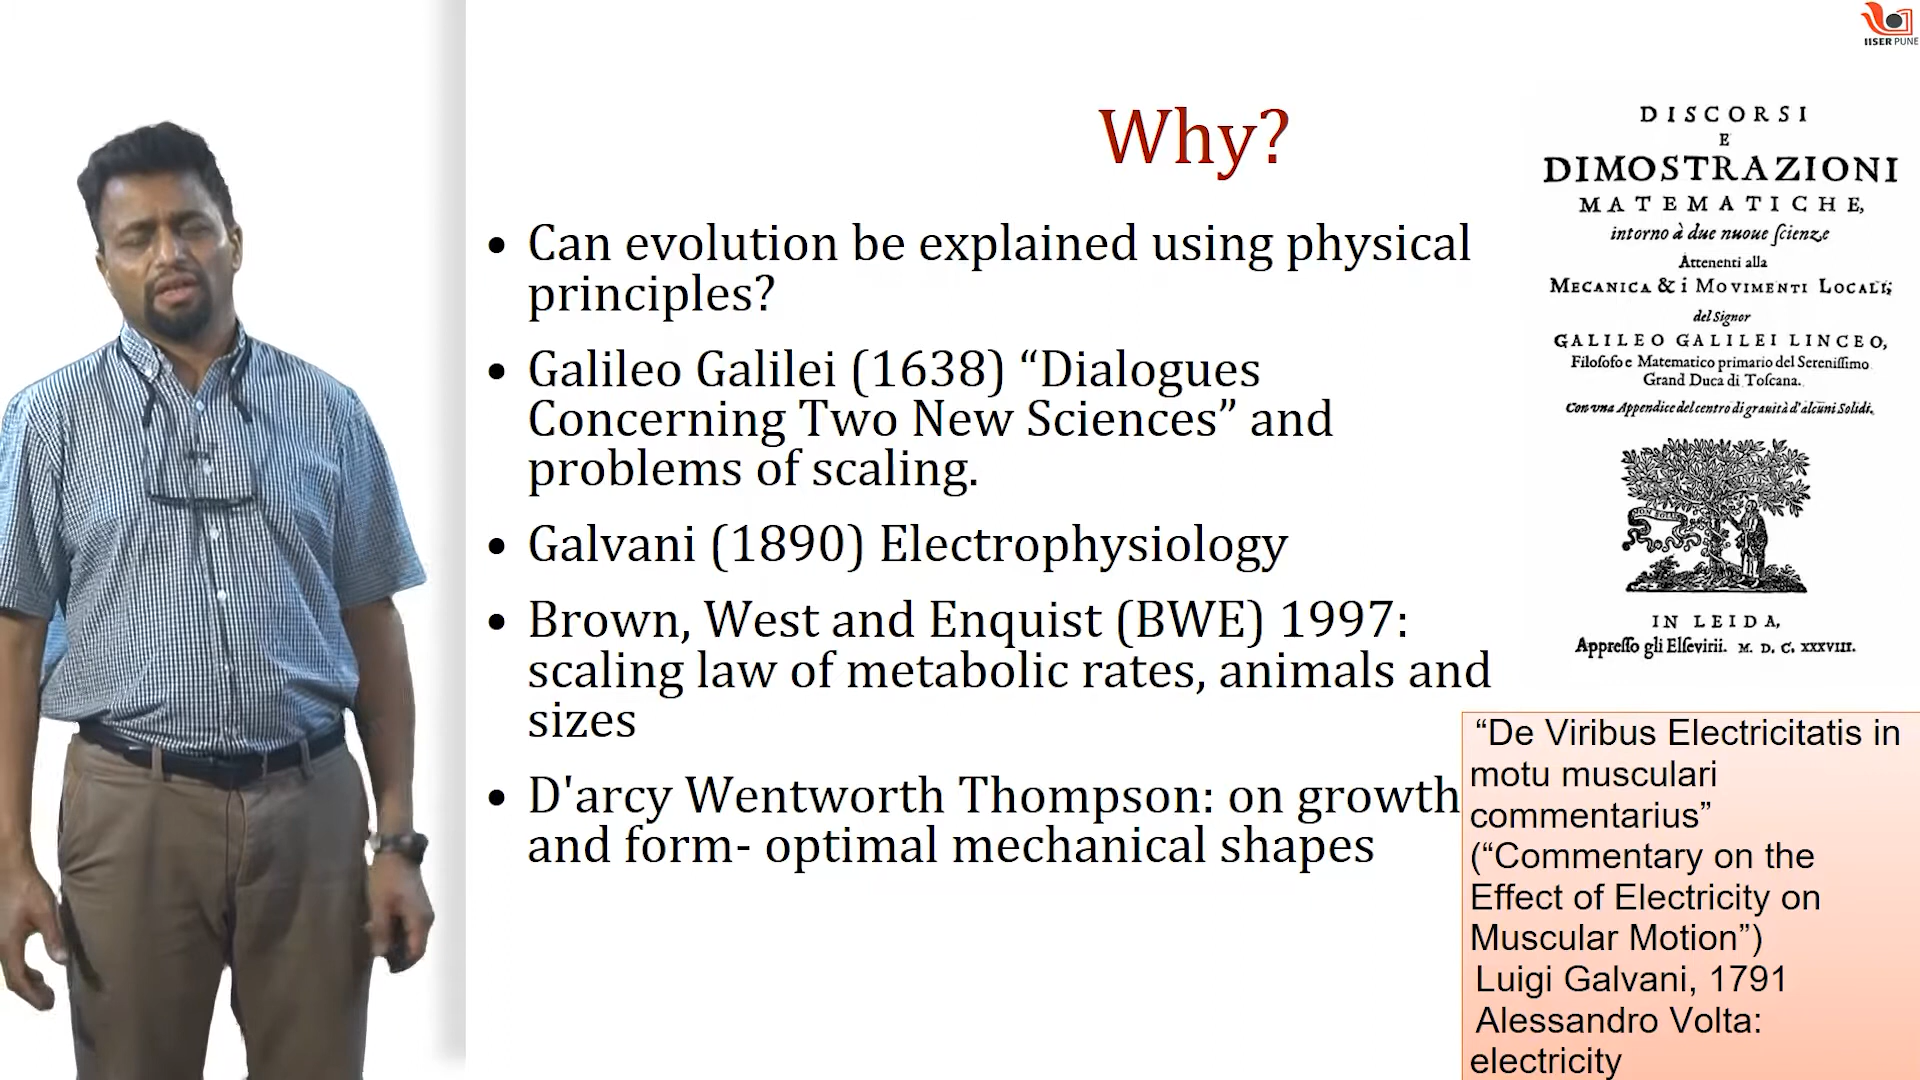 IISER PUNE
Why?
• Can evolution be explained using physical
principles?
• Galileo Galilei (1638) “Dialogues
Concerning Two New Sciences” and
problems of scaling.
• Galvani (1890) Electrophysiology
• Brown, West and Enquist (BWE) 1997:
scaling law of metabolic rates, animals and
sizes
• D'arcy Wentworth Thompson: on growth
and form- optimal mechanical shapes
DISCORSI
E
DIMOSTRAZIONI
MATEMATICHE,
intorno à due nuoue ſcienze
Attenenti alla
MECANICA & i MOVIMENTI LOCALI;
del Signor
GALILEO GALILEI LINCEO,
Filoſofo e Matematico primario del Sereniſſimo
Grand Duca di Toſcana.
Con vna Appendice del centro di grauità d'alcuni Solidi.
IN LEIDA,
Appreſſo gli Elſevirii. M. D. C. XXXVIII.
“De Viribus Electricitatis in
motu musculari
commentarius”
(“Commentary on the
Effect of Electricity on
Muscular Motion”)
Luigi Galvani, 1791
Alessandro Volta:
electricity